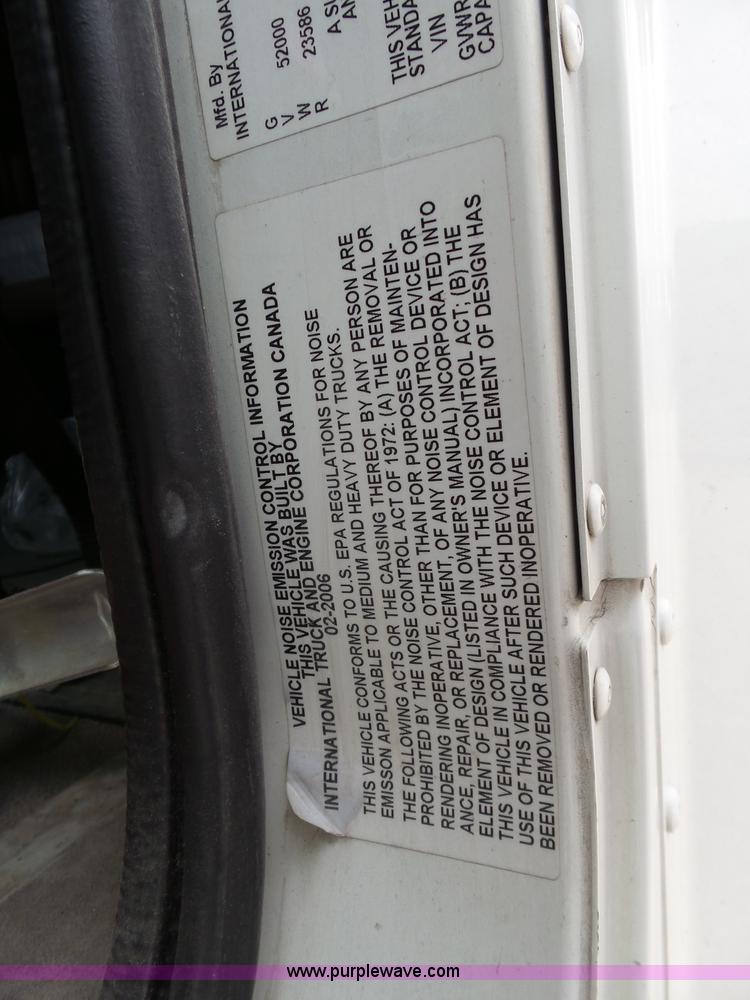 VEHICLE NOISE EMISSION CONTROL INFORMATION
THIS VEHICLE WAS BUILT BY
INTERNATIONAL TRUCK AND ENGINE CORPORATION CANADA
02-2006
THIS VEHICLE CONFORMS TO U.S. EPA REGULATIONS FOR NOISE
EMISSON APPLICABLE TO MEDIUM AND HEAVY DUTY TRUCKS.
THE FOLLOWING ACTS OR THE CAUSING THEREOF BY ANY PERSON ARE
PROHIBITED BY THE NOISE CONTROL ACT OF 1972: (A) THE REMOVAL OR
RENDERING INOPERATIVE, OTHER THAN FOR PURPOSES OF MAINTEN-
ANCE, REPAIR, OR REPLACEMENT, OF ANY NOISE CONTROL DEVICE OR
ELEMENT OF DESIGN (LISTED IN OWNER'S MANUAL) INCORPORATED INTO
THIS VEHICLE IN COMPLIANCE WITH THE NOISE CONTROL ACT; (B) THE
USE OF THIS VEHICLE AFTER SUCH DEVICE OR ELEMENT OF DESIGN HAS
BEEN REMOVED OR RENDERED INOPERATIVE.
Mfd. By
INTERNATIONA
G 52000
V 23586
W
R
A SU
AN
THIS VEH
STANDA
VIN
GVWR
CAPA
www.purplewave.com